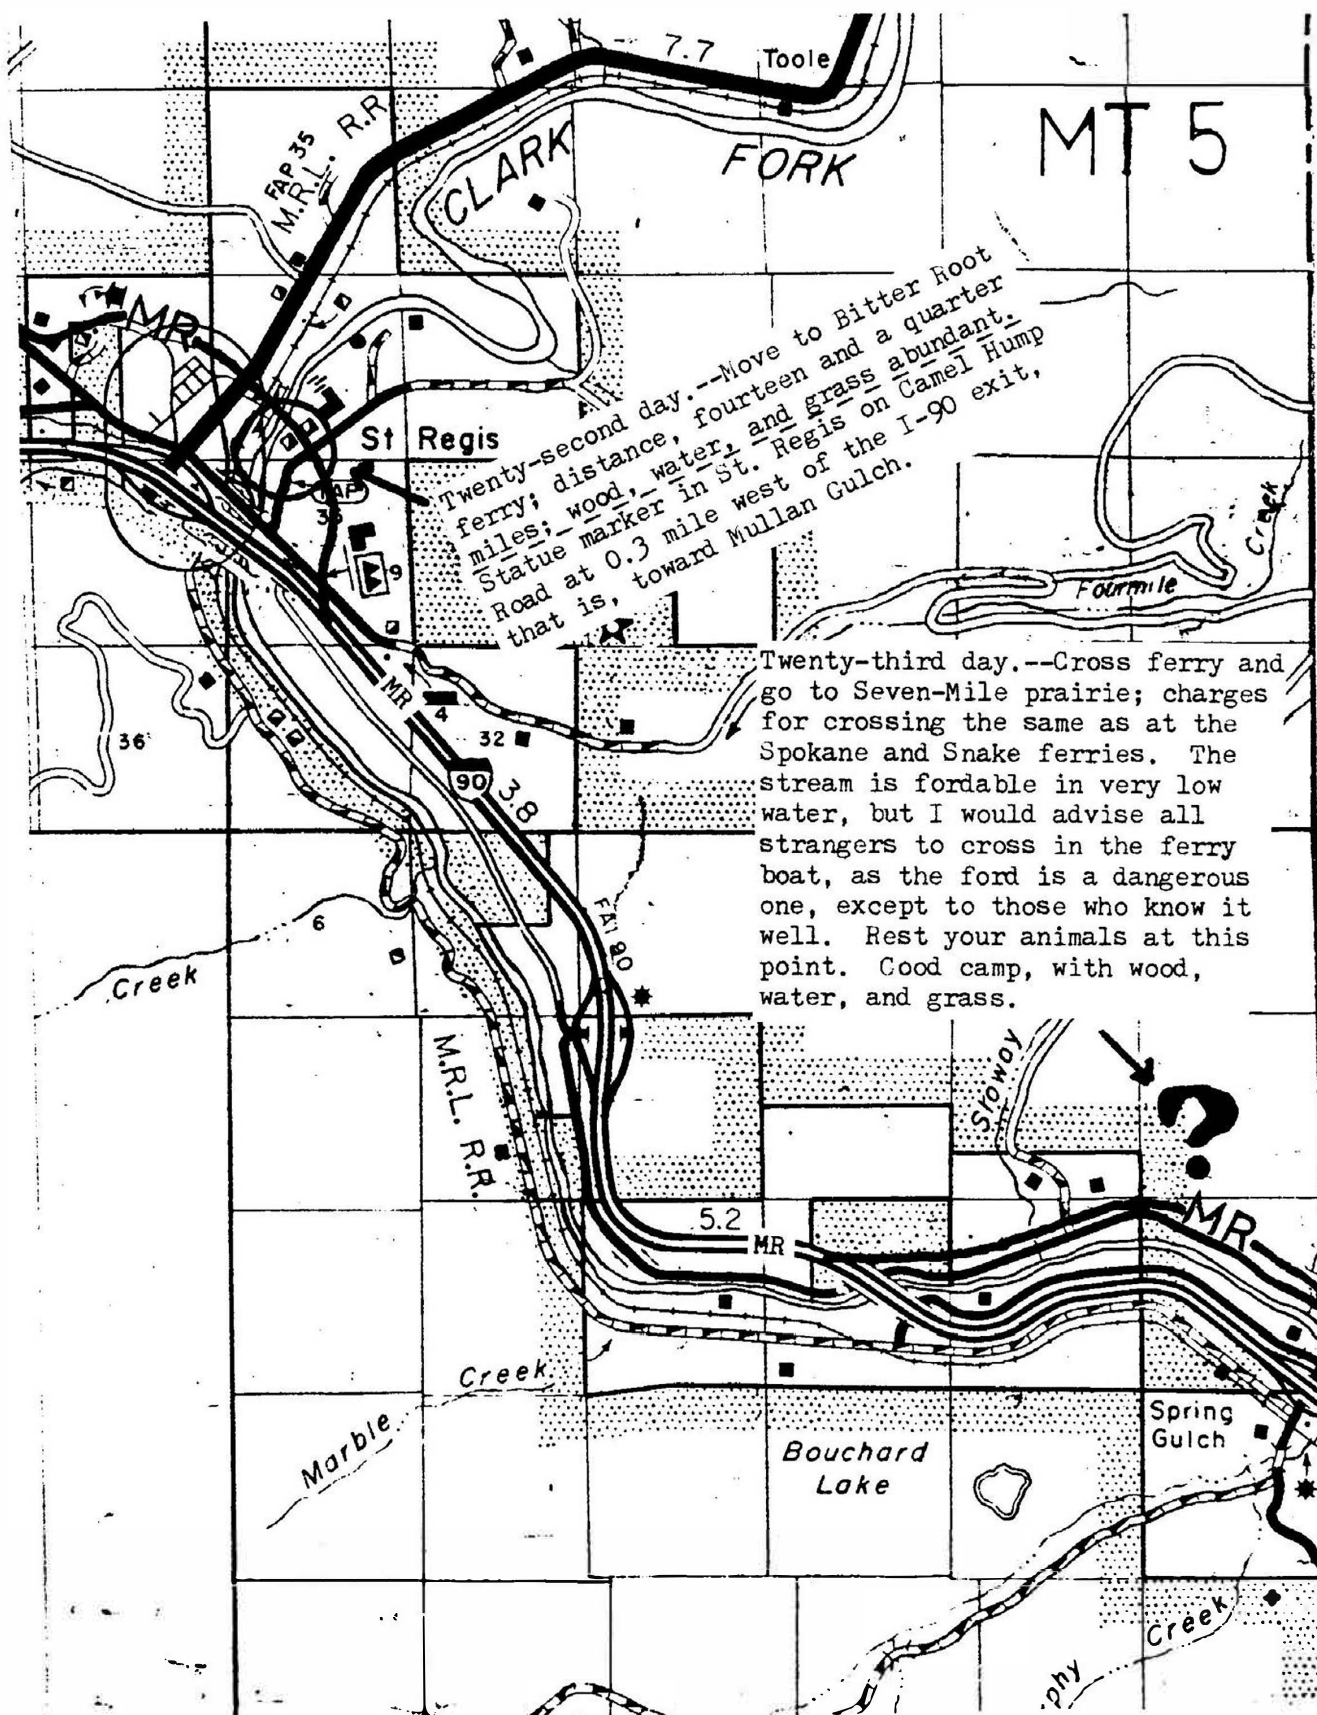 7.7
Toole
MT 5
FAP 35
M.R.L. R.R.
CLARK
FORK
MR
St Regis
FAP
35
9
Twenty-second day.--Move to Bitter Root
ferry; distance, fourteen and a quarter
miles; wood, water, and grass abundant.
Statue marker in St. Regis on Camel Hump
Road at 0.3 mile west of the I-90 exit,
that is, toward Mullan Gulch.
Creek
Fourmile
Twenty-third day.--Cross ferry and
go to Seven-Mile prairie; charges
for crossing the same as at the
Spokane and Snake ferries. The
stream is fordable in very low
water, but I would advise all
strangers to cross in the ferry
boat, as the ford is a dangerous
one, except to those who know it
well. Rest your animals at this
point. Good camp, with wood,
water, and grass.
MR
4
36
32
90
3.8
6
Creek
FAI 90
M.R.L. R.R.
Sloway
?
5.2
MR
MR
Creek
Marble
Spring
Gulch
Bouchard
Lake
Creek
phy